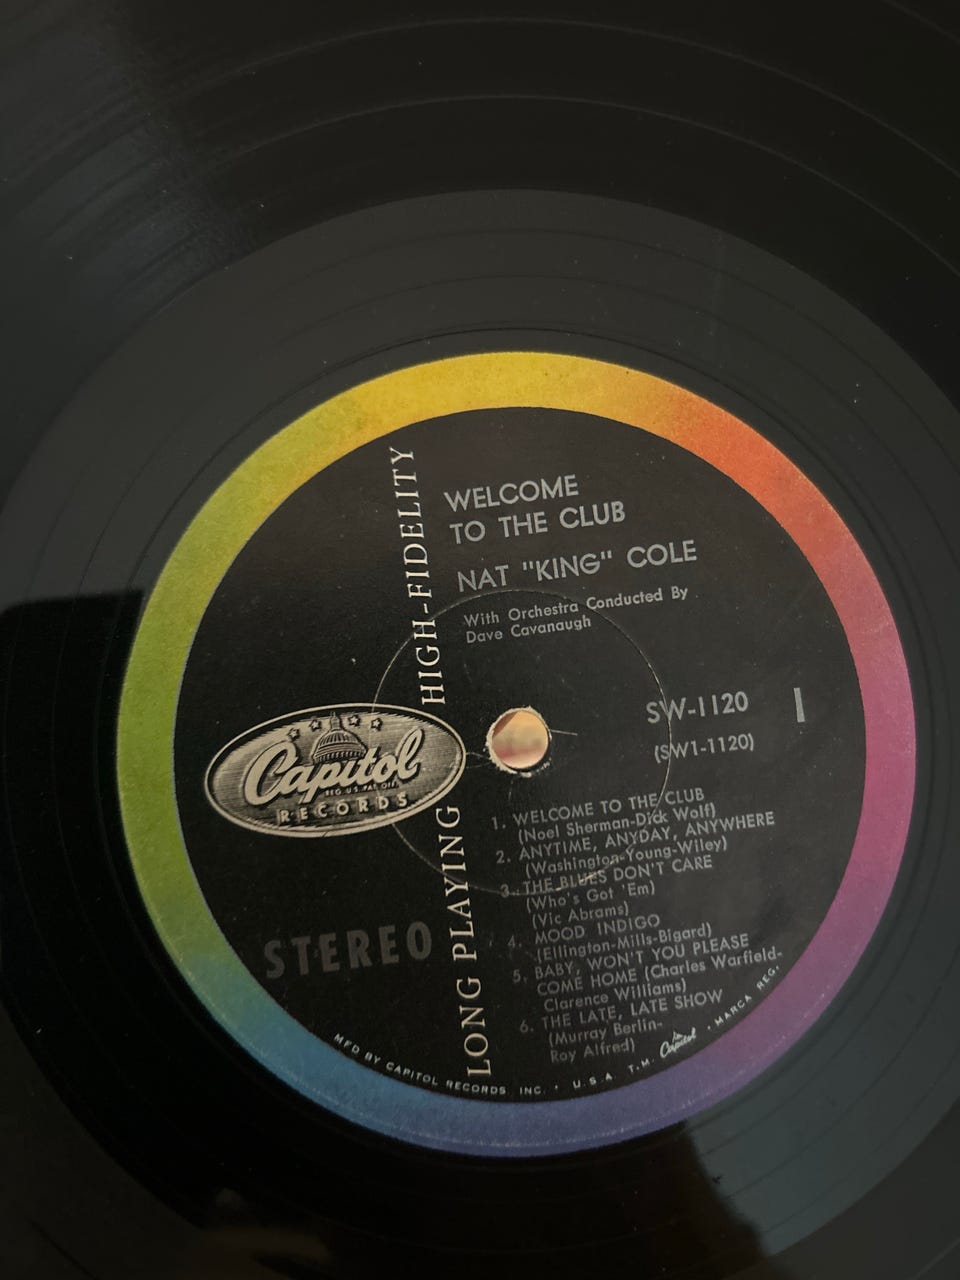 HIGH-FIDELITY
LONG PLAYING
WELCOME
TO THE CLUB
NAT "KING" COLE
With Orchestra Conducted By
Dave Cavanaugh
SW-1120
(SW1-1120)
1
Capitol
REG. U.S. PAT. OFF.
RECORDS
STEREO
1. WELCOME TO THE CLUB
(Noel Sherman-Dick Wolf)
2. ANYTIME, ANYDAY, ANYWHERE
(Washington-Young-Wiley)
3. THE BLUES DON'T CARE
(Who's Got 'Em)
(Vic Abrams)
4. MOOD INDIGO
(Ellington-Mills-Bigard)
5. BABY, WON'T YOU PLEASE
COME HOME (Charles Warfield-
Clarence Williams)
6. THE LATE, LATE SHOW
(Murray Berlin-
Roy Alfred)
MFD BY CAPITOL RECORDS, INC. • U.S.A. T.M. Capitol • MARCA REG.